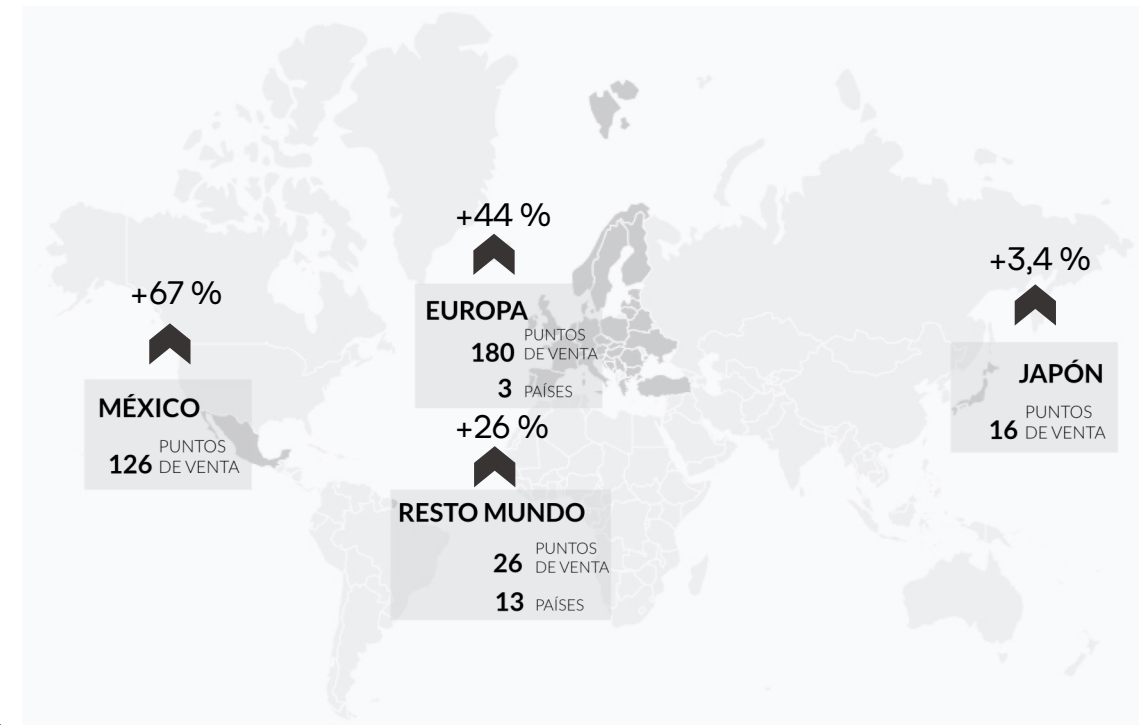 +44 %
EUROPA
PUNTOS
180 DE VENTA
3 PAÍSES
+67 %
MÉXICO
PUNTOS
126 DE VENTA
+26 %
RESTO MUNDO
PUNTOS
26 DE VENTA
13 PAÍSES
+3,4 %
JAPÓN
PUNTOS
16 DE VENTA